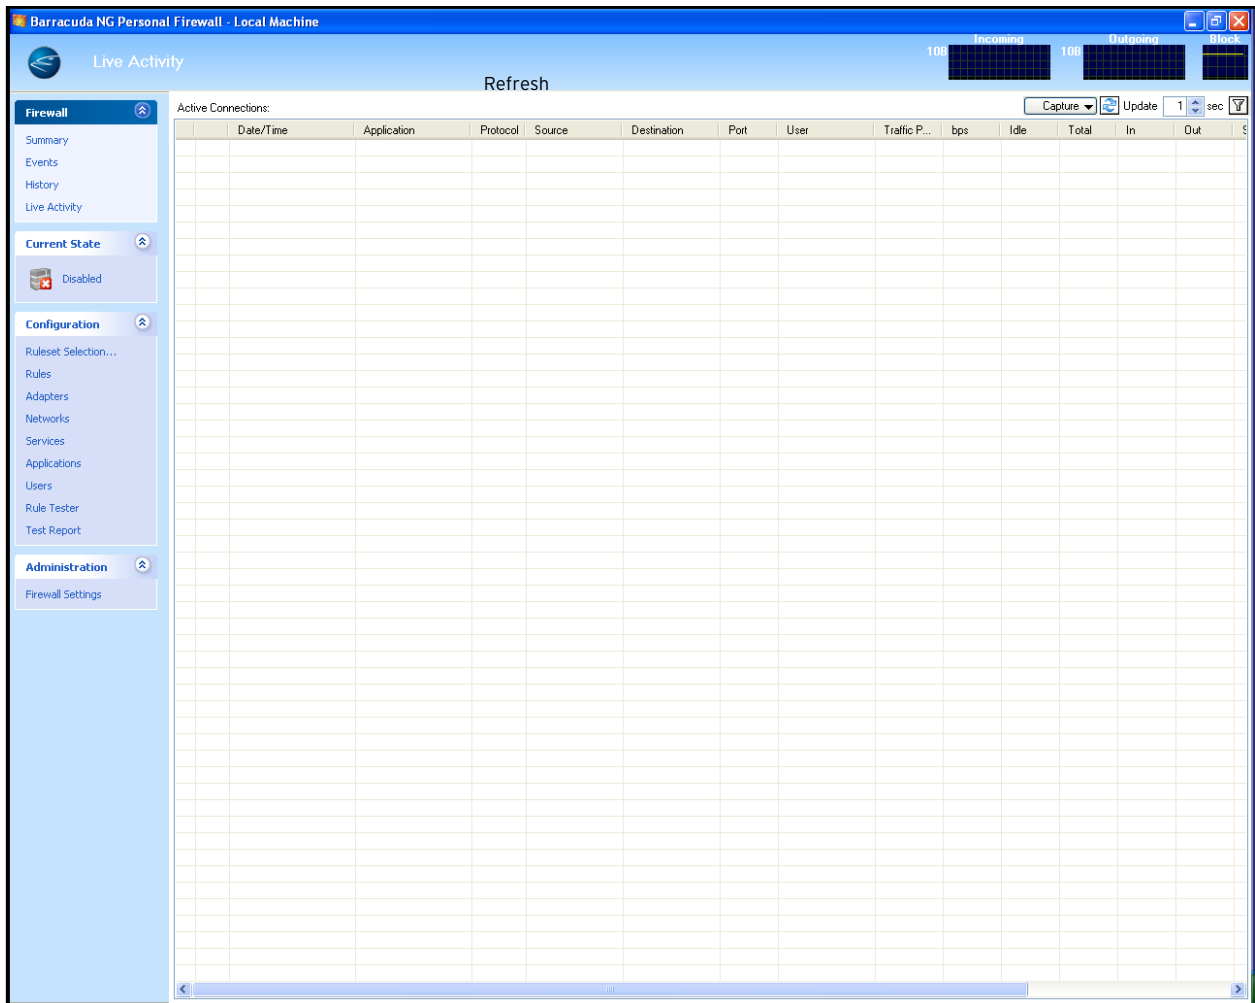 Barracuda NG Personal Firewall - Local Machine
Live Activity
Incoming
Outgoing
Block
10B
10B
Refresh
Firewall
Summary
Events
History
Live Activity
Current State
Disabled
Configuration
Ruleset Selection...
Rules
Adapters
Networks
Services
Applications
Users
Rule Tester
Test Report
Administration
Firewall Settings
Active Connections:
Capture
Update 1 sec
Date/Time Application Protocol Source Destination Port User Traffic P... bps Idle Total In Out S